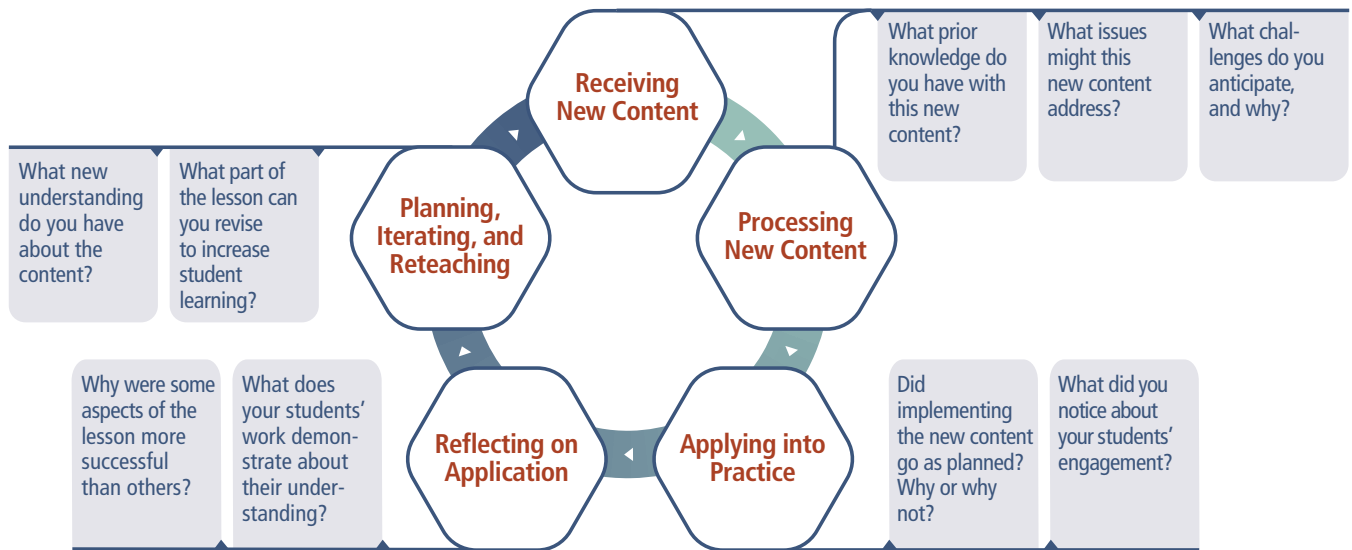 Receiving
New Content
What prior
knowledge do
you have with
this new
content?
What issues
might this
new content
address?
What chal-
lenges do you
anticipate,
and why?
Processing
New Content
Applying into
Practice
Did
implementing
the new content
go as planned?
Why or why
not?
What did you
notice about
your students’
engagement?
Reflecting on
Application
Why were some
aspects of the
lesson more
successful
than others?
What does
your students’
work demon-
strate about
their under-
standing?
Planning,
Iterating, and
Reteaching
What new
understanding
do you have
about the
content?
What part of
the lesson can
you revise
to increase
student
learning?